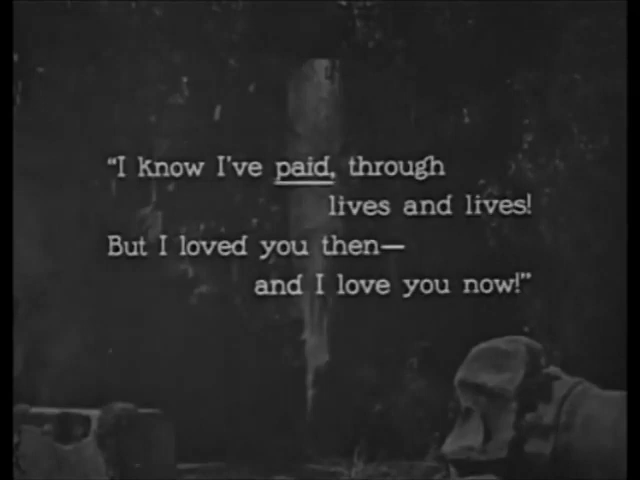 “I know I've paid, through
lives and lives!
But I loved you then—
and I love you now!”